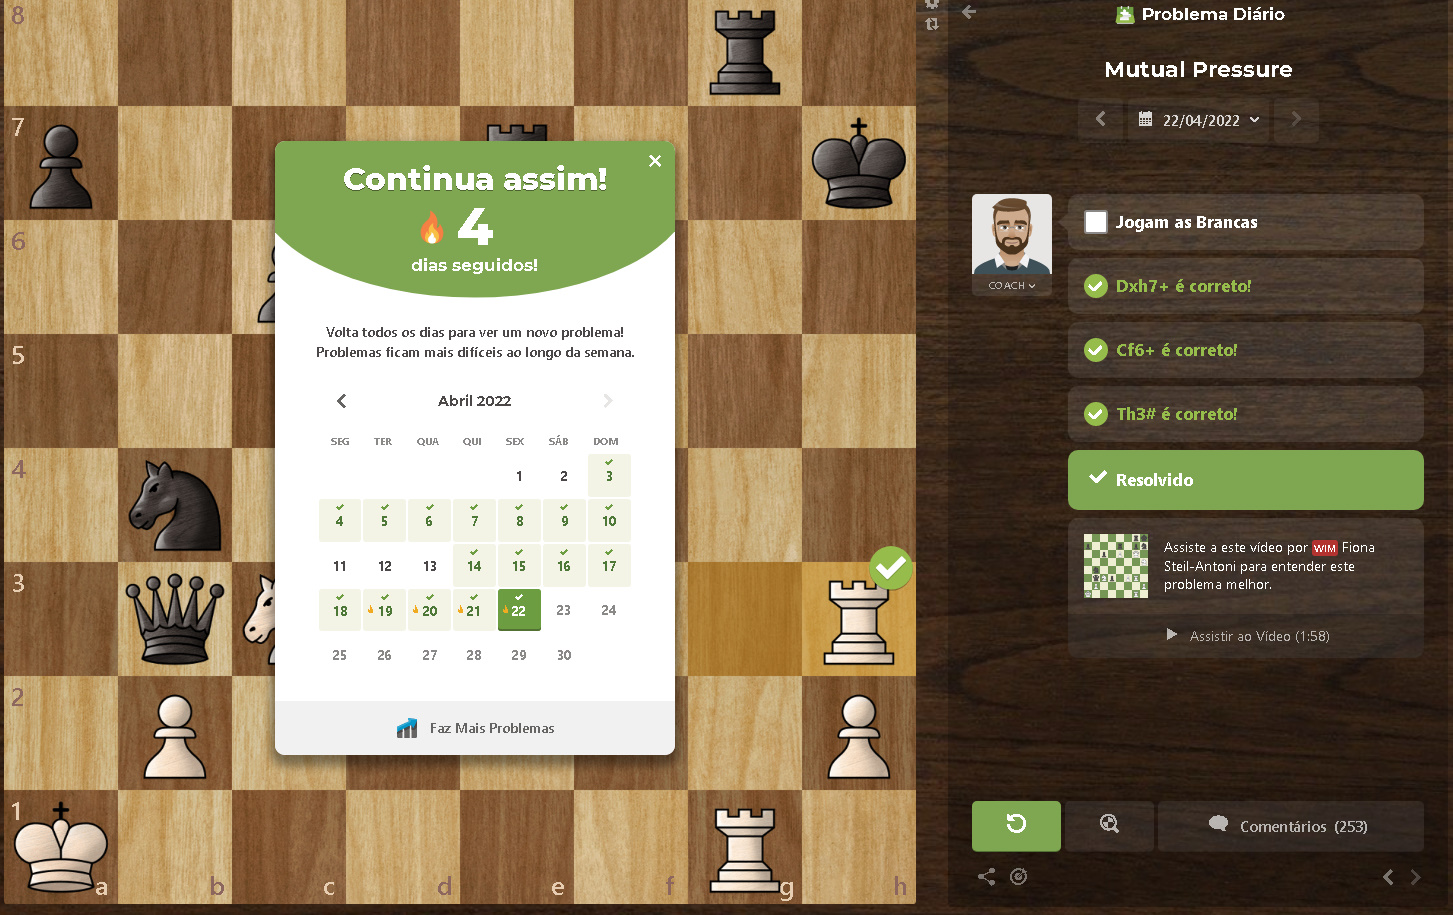 8
7
6
5
4
3
2
1
a
b
c
d
e
f
g
h
Continua assim!
4
dias seguidos!
Volta todos os dias para ver um novo problema!
Problemas ficam mais difíceis ao longo da semana.
Abril 2022
SEG TER QUA QUI SEX SÁB DOM
1 2 3
4 5 6 7 8 9 10
11 12 13 14 15 16 17
18 19 20 21 22 23 24
25 26 27 28 29 30
Faz Mais Problemas
Problema Diário
Mutual Pressure
22/04/2022
COACH
Jogam as Brancas
Dxh7+ é correto!
Cf6+ é correto!
Th3# é correto!
Resolvido
Assiste a este vídeo por WIM Fiona
Steil-Antoni para entender este
problema melhor.
Assistir ao Vídeo (1:58)
Comentários (253)